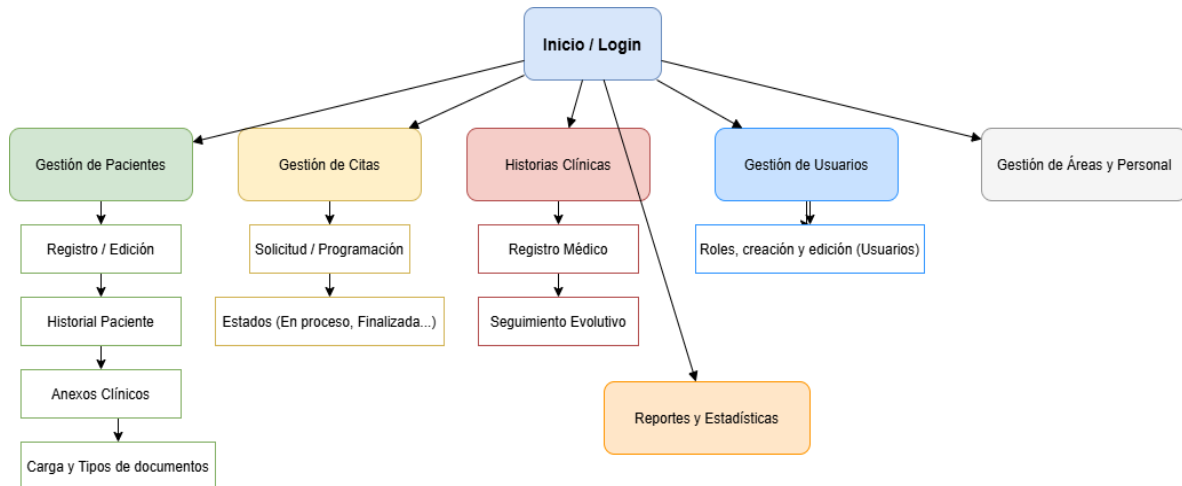 Inicio / Login
Gestión de Pacientes
Gestión de Citas
Historias Clínicas
Gestión de Usuarios
Gestión de Áreas y Personal
Registro / Edición
Solicitud / Programación
Registro Médico
Roles, creación y edición (Usuarios)
Historial Paciente
Estados (En proceso, Finalizada...)
Seguimiento Evolutivo
Anexos Clínicos
Reportes y Estadísticas
Carga y Tipos de documentos